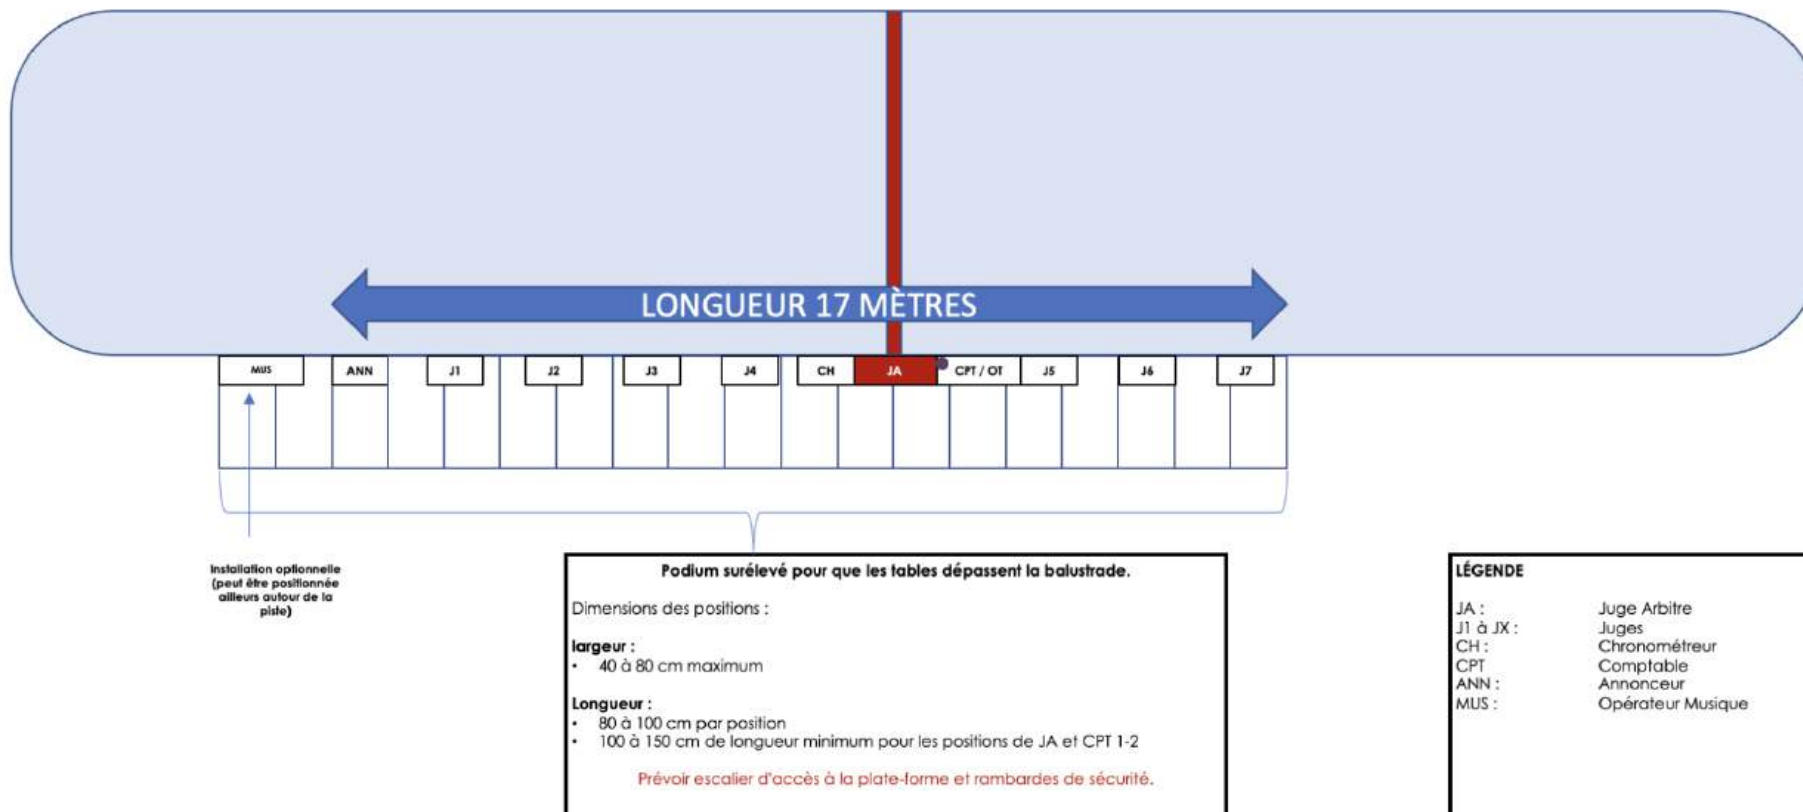 LONGUEUR 17 MÈTRES
MUS
ANN
J1
J2
J3
J4
CH
JA
CPT / OT
J5
J6
J7
Installation optionnelle
(peut être positionnée
ailleurs autour de la
piste)
Podium surélevé pour que les tables dépassent la balustrade.
Dimensions des positions :
largeur :
• 40 à 80 cm maximum
Longueur :
• 80 à 100 cm par position
• 100 à 150 cm de longueur minimum pour les positions de JA et CPT 1-2
Prévoir escalier d'accès à la plate-forme et rambardes de sécurité.
LÉGENDE
JA : Juge Arbitre
J1 à JX : Juges
CH : Chronométreur
CPT Comptable
ANN : Annonceur
MUS : Opérateur Musique